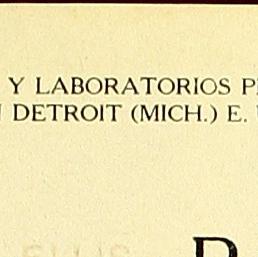 Y LABORATORIOS P
DETROIT (MICH.) E.